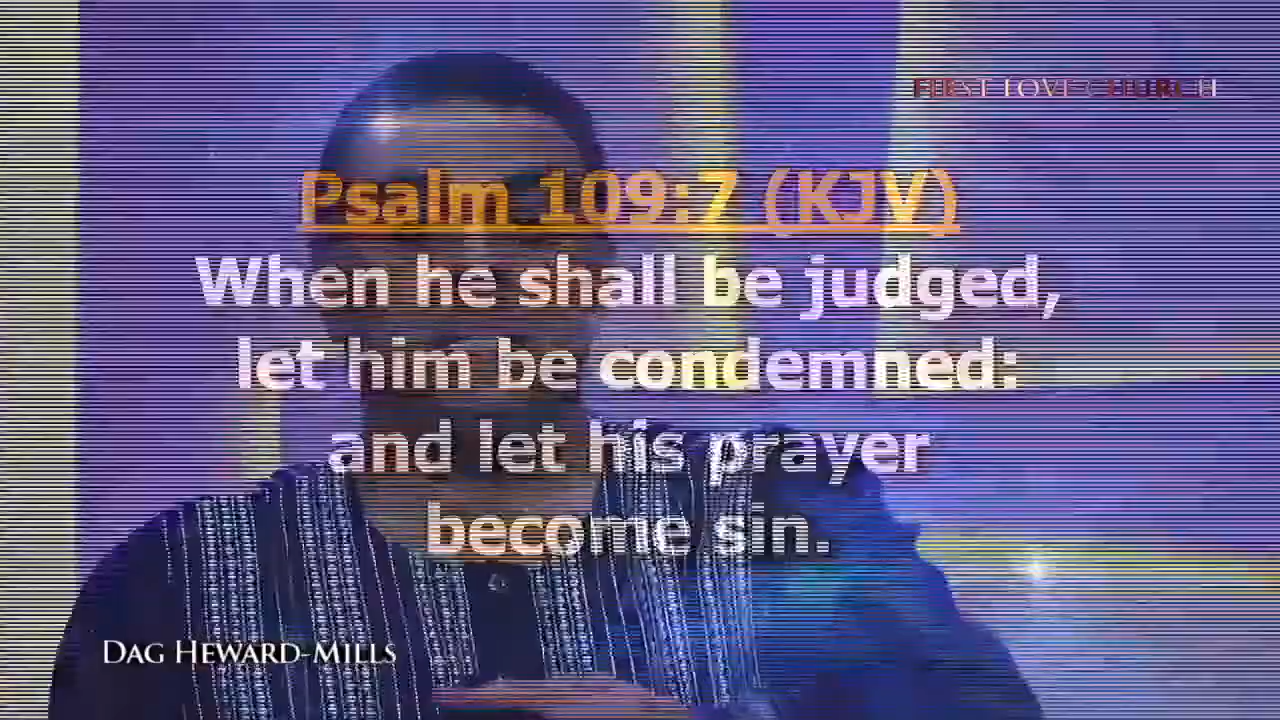 FIRST LOVE CHURCH
Psalm 109:7 (KJV)
When he shall be judged,
let him be condemned:
and let his prayer
become sin.
DAG HEWARD-MILLS